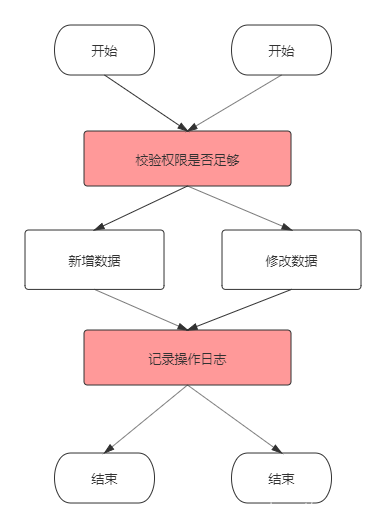 开始
开始
校验权限是否足够
新增数据
修改数据
记录操作日志
结束
结束